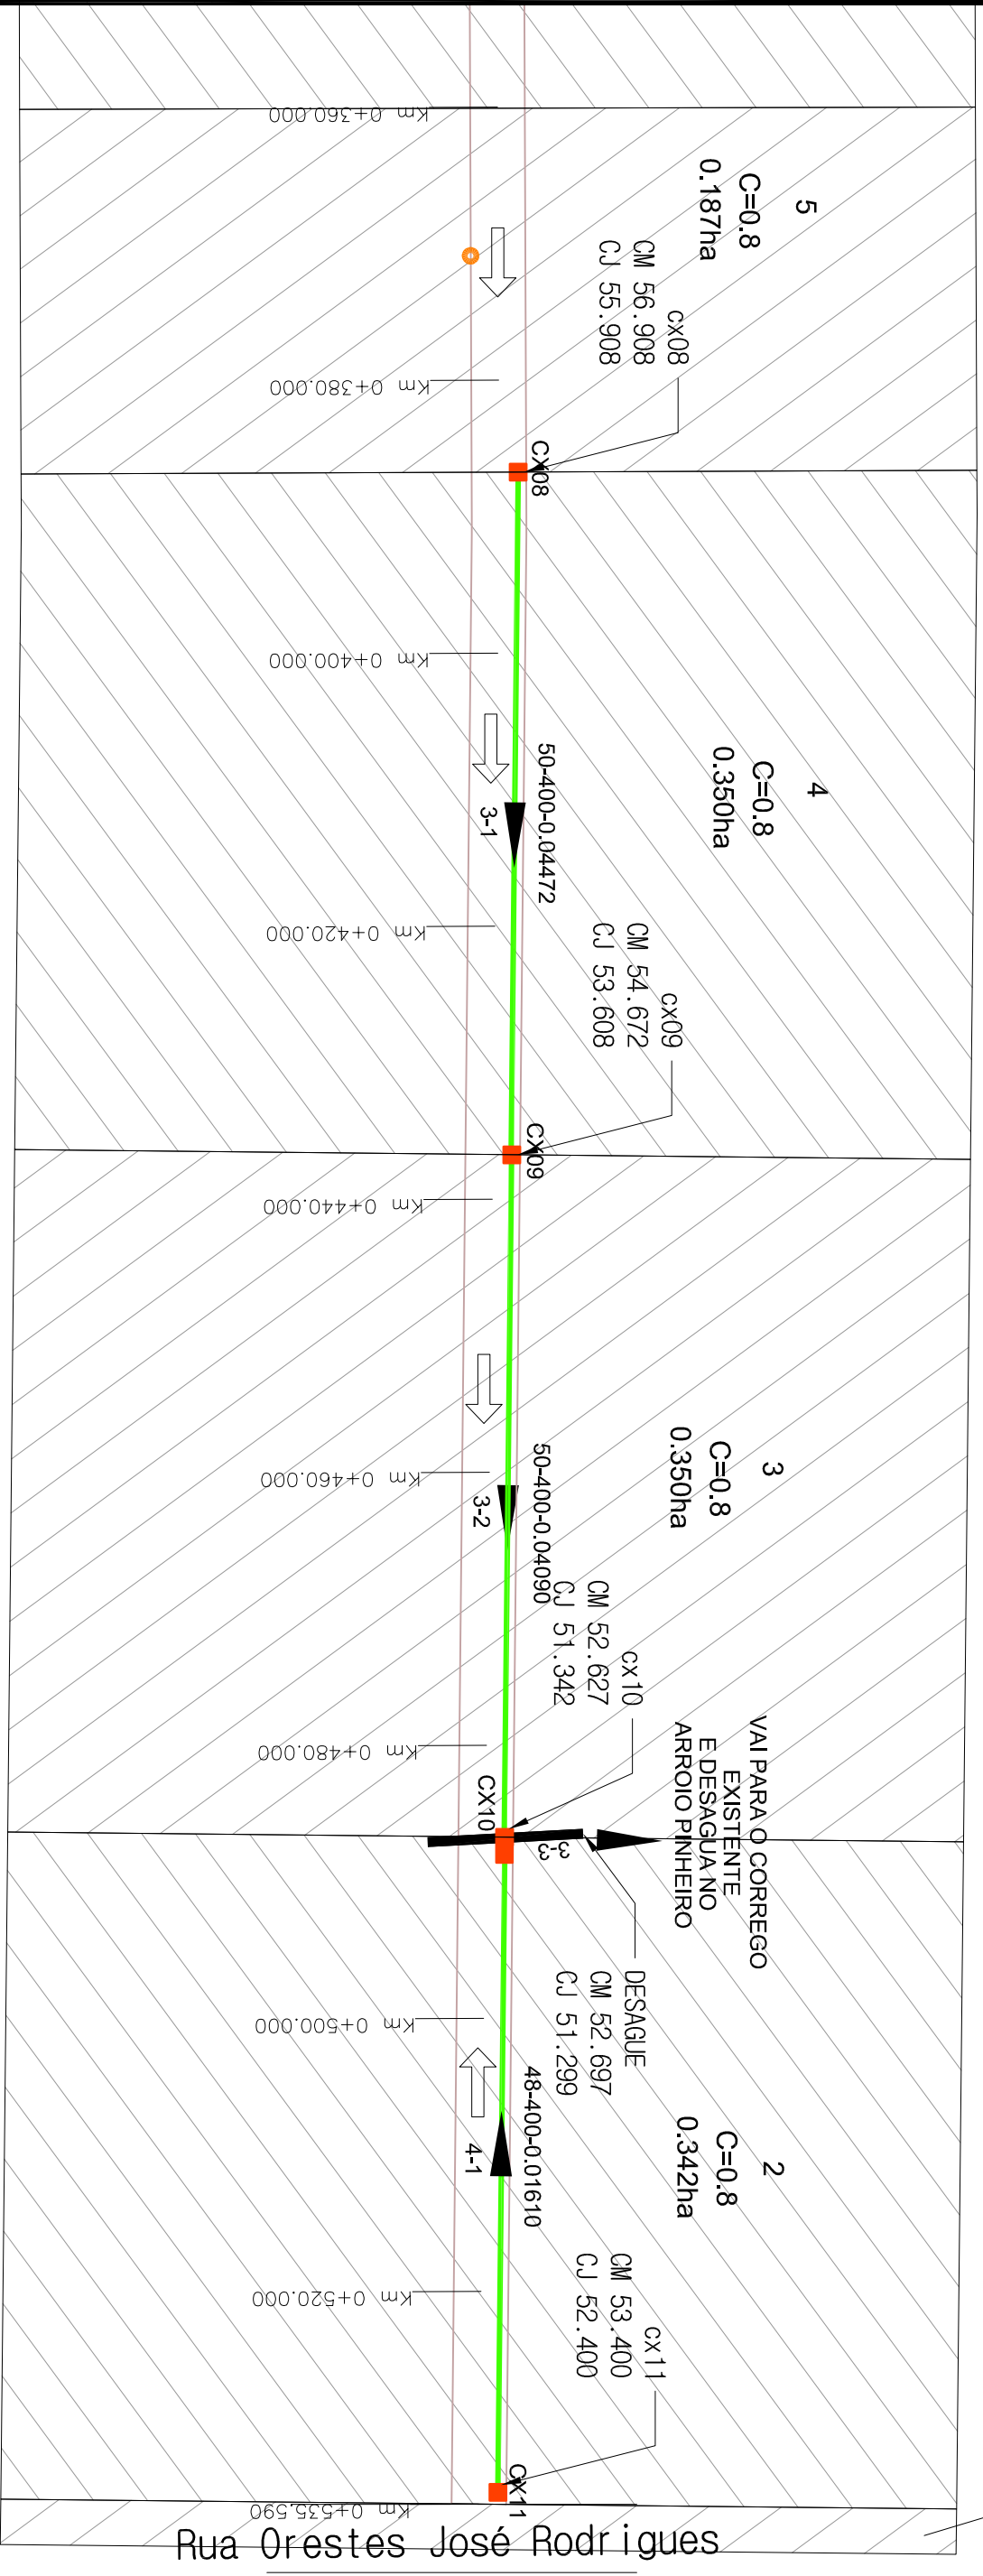 Km 0+360.000
5
C=0.8
0.187ha
cx08
CM 56.908
CJ 55.908
Km 0+380.000
CX08
Km 0+400.000
4
C=0.8
0.350ha
50-400-0.04472
3-1
Km 0+420.000
cx09
CM 54.672
CJ 53.608
CX09
Km 0+440.000
3
C=0.8
0.350ha
50-400-0.04090
3-2
Km 0+460.000
cx10
CM 52.627
CJ 51.342
Km 0+480.000
CX10
3-3
VAI PARA O CORREGO
EXISTENTE
E DESAGUA NO
ARROIO PINHEIRO
DESAGUE
CM 52.697
CJ 51.299
Km 0+500.000
2
C=0.8
0.342ha
48-400-0.01610
4-1
Km 0+520.000
cx11
CM 53.400
CJ 52.400
CX11
Km 0+535.590
Rua Orestes José Rodrigues